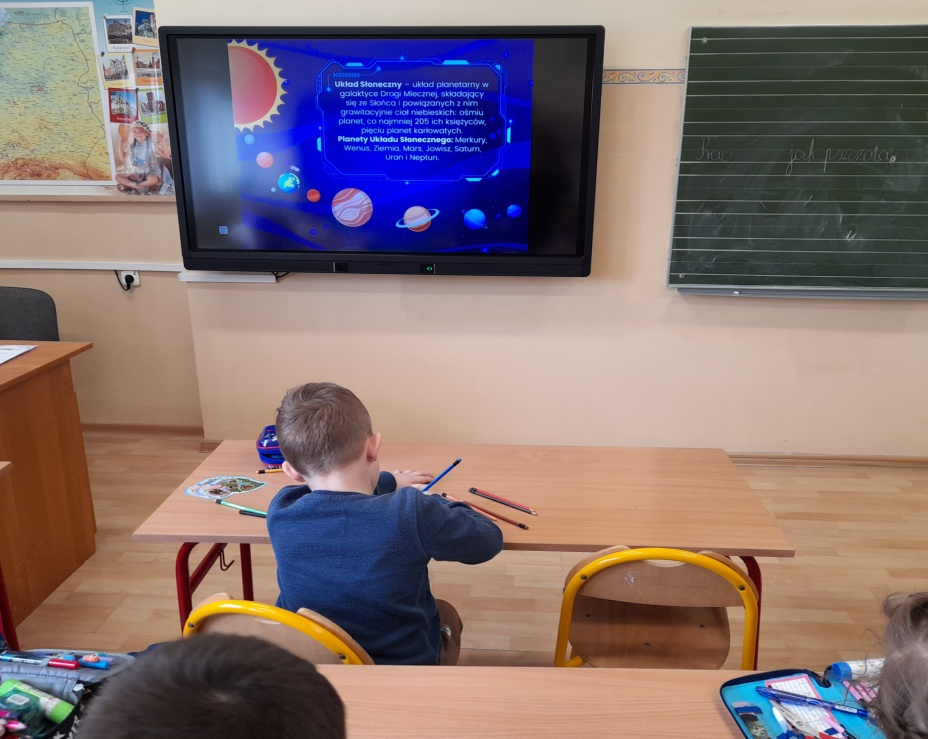 Układ Słoneczny – układ planetarny w
galaktyce Drogi Mlecznej, składający
się ze Słońca i powiązanych z nim
grawitacyjnie ciał niebieskich: ośmiu
planet, co najmniej 205 ich księżyców,
pięciu planet karłowatych.
Planety Układu Słonecznego: Merkury,
Wenus, Ziemia, Mars, Jowisz, Saturn,
Uran i Neptun.
jak pszczoła